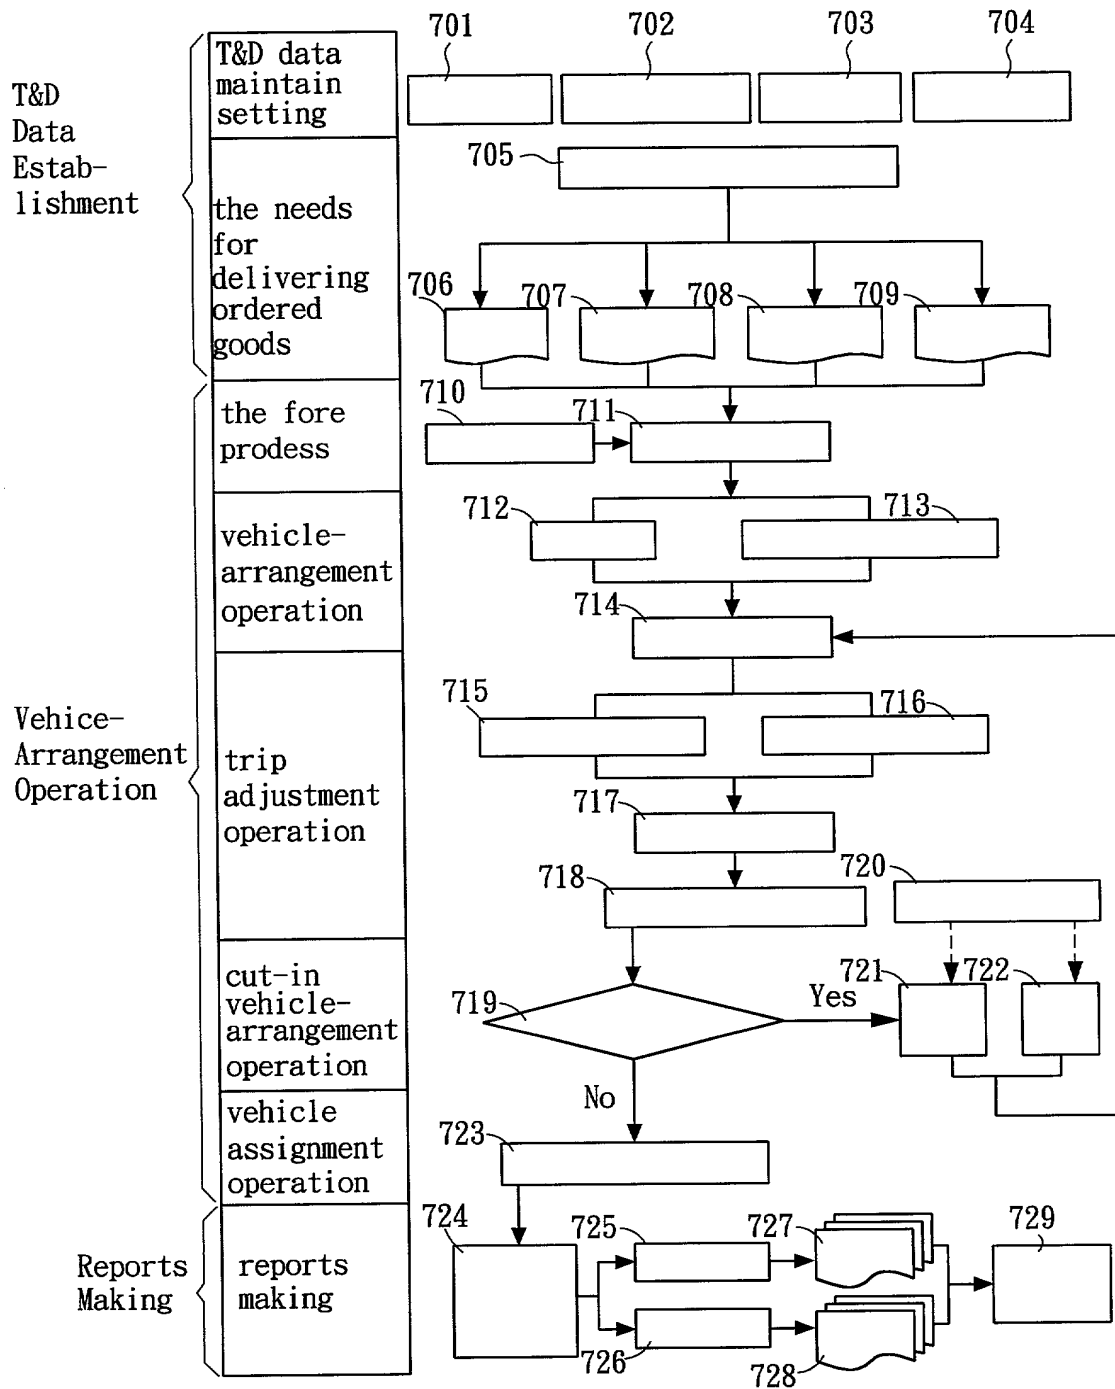 701
702
703
704
T&D data
maintain
setting
T&D
Data
Estab-
lishment
705
the needs
for
delivering
ordered
goods
706
707
708
709
the fore
prodess
710
711
vehicle-
arrangement
operation
712
713
714
Vehice-
Arrangement
Operation
trip
adjustment
operation
715
716
717
718
720
cut-in
vehicle-
arrangement
operation
719
Yes
721
722
No
vehicle
assignment
operation
723
Reports
Making
reports
making
724
725
726
727
728
729